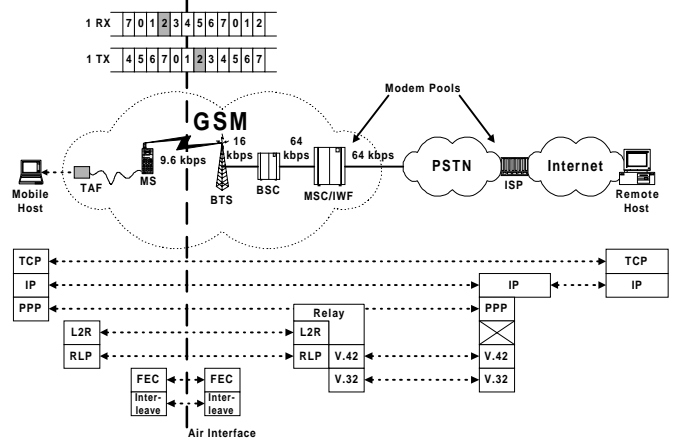 1 RX 7 0 1 2 3 4 5 6 7 0 1 2
1 TX 4 5 6 7 0 1 2 3 4 5 6 7
Modem Pools
GSM
16 kbps
64 kbps
64 kbps
9.6 kbps
PSTN
Internet
Mobile Host
TAF
MS
BTS
BSC
MSC/IWF
ISP
Remote Host
TCP
TCP
IP
IP
IP
PPP
Relay
PPP
L2R
L2R
RLP
RLP
V.42
V.42
V.32
V.32
FEC
FEC
Inter-
leave
Inter-
leave
Air Interface